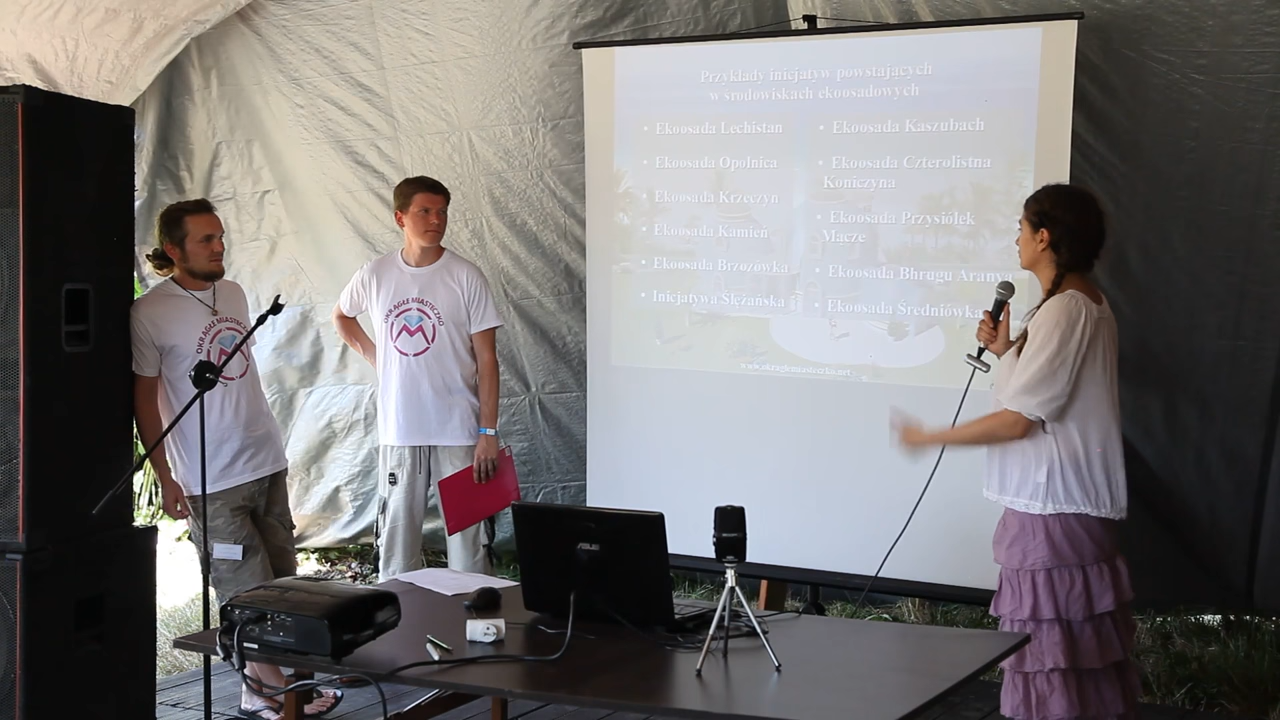 Przykłady inicjatyw powstających
w środowiskach ekoosadowych
• Ekoosada Lechistan
• Ekoosada Opolnica
• Ekoosada Krzeczyn
• Ekoosada Kamień
• Ekoosada Brzozówka
• Inicjatywa Ślężańska
• Ekoosada Kaszubach
• Ekoosada Czterolistna
Koniczyna
• Ekoosada Przysiółek
Macze
• Ekoosada Bhrugu Aranya
• Ekoosada Średniówka
www.okraglemiasteczko.net
OKRĄGŁE MIASTECZKO
OKRĄGŁE MIASTECZKO
ASUS